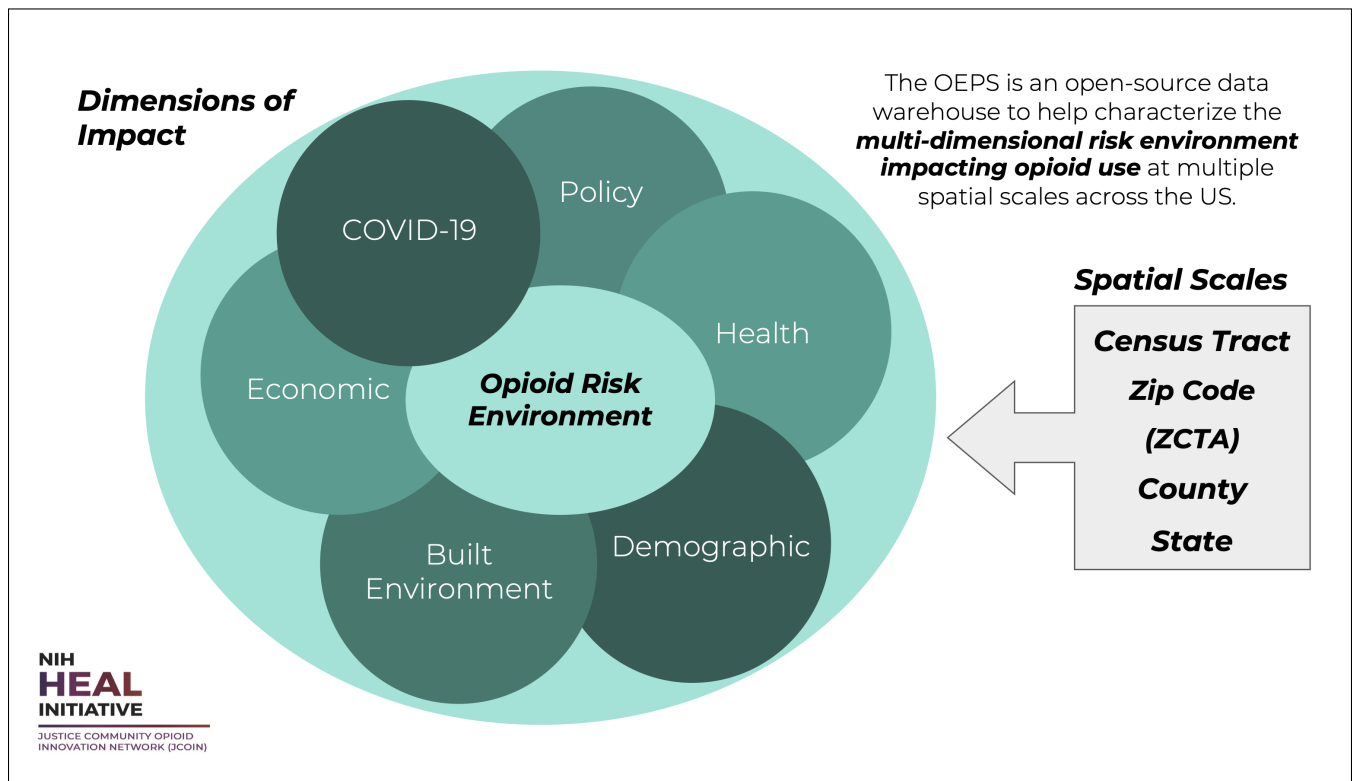 Dimensions of
Impact
The OEPS is an open-source data
warehouse to help characterize the
multi-dimensional risk environment
impacting opioid use at multiple
spatial scales across the US.
COVID-19
Policy
Health
Economic
Opioid Risk
Environment
Built
Environment
Demographic
Spatial Scales
Census Tract
Zip Code
(ZCTA)
County
State
NIH
HEAL
INITIATIVE
JUSTICE COMMUNITY OPIOID
INNOVATION NETWORK (JCOIN)